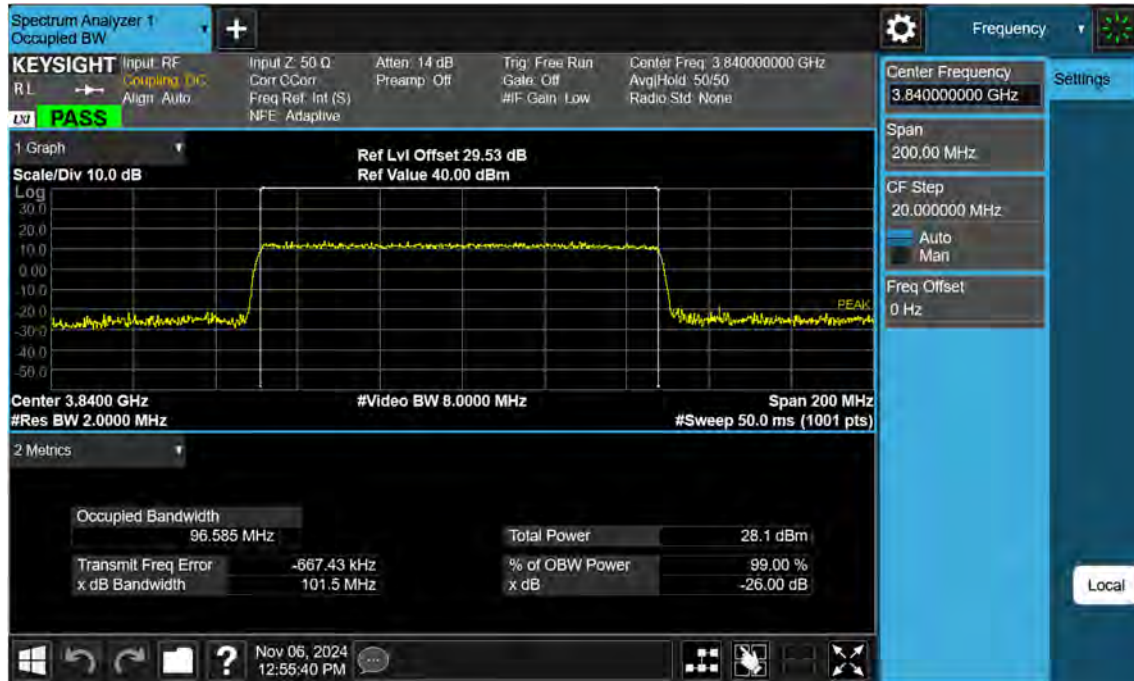 Spectrum Analyzer 1
Occupied BW
+
Frequency
KEYSIGHT
RL
LXI
PASS
Input: RF
Coupling: DC
Align: Auto
Input Z: 50 Ω
Corr CCorr
Freq Ref: Int (S)
NFE: Adaptive
Atten: 14 dB
Preamp: Off
Trig: Free Run
Gate: Off
#IF Gain: Low
Center Freq: 3.840000000 GHz
Avg|Hold: 50/50
Radio Std: None
Center Frequency
3.840000000 GHz
Settings
Span
200.00 MHz
CF Step
20.000000 MHz
Auto
Man
Freq Offset
0 Hz
1 Graph
Scale/Div 10.0 dB
Ref Lvl Offset 29.53 dB
Ref Value 40.00 dBm
Log
30.0
20.0
10.0
0.00
-10.0
-20.0
-30.0
-40.0
-50.0
PEAK
Center 3.8400 GHz
#Video BW 8.0000 MHz
Span 200 MHz
#Res BW 2.0000 MHz
#Sweep 50.0 ms (1001 pts)
2 Metrics
Occupied Bandwidth
96.585 MHz
Total Power 28.1 dBm
Transmit Freq Error -667.43 kHz
% of OBW Power 99.00 %
x dB Bandwidth 101.5 MHz
x dB -26.00 dB
Local
?
Nov 06, 2024
12:55:40 PM